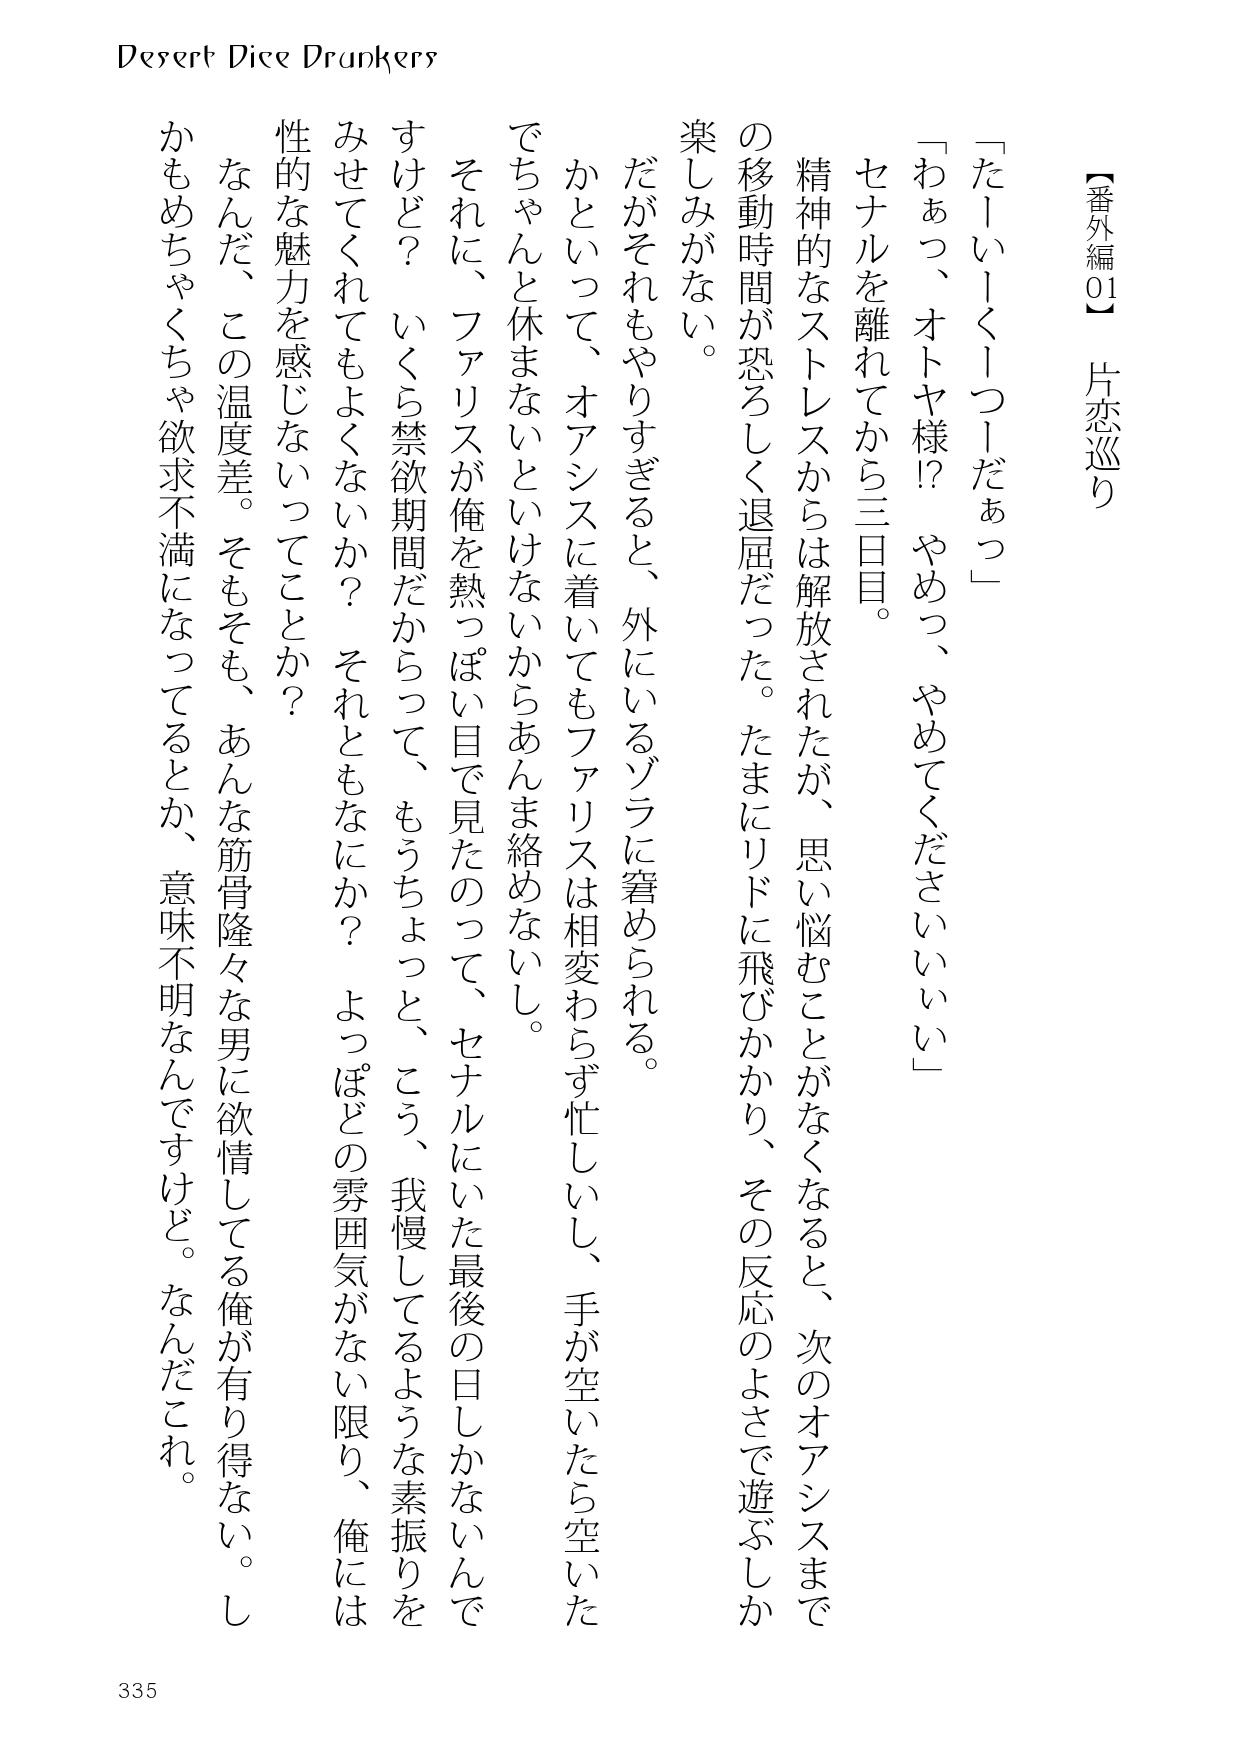 Desert Dice Drunkers
【番外編01】　片恋巡り
「たーいーくーつーだぁっ」
「わぁっ、オトヤ様!?　やめっ、やめてくださいいぃい」
　セナルを離れてから三日目。
　精神的なストレスからは解放されたが、思い悩むことがなくなると、次のオアシスまで
の移動時間が恐ろしく退屈だった。たまにリドに飛びかかり、その反応のよさで遊ぶしか
楽しみがない。
　だがそれもやりすぎると、外にいるゾラに窘められる。
　かといって、オアシスに着いてもファリスは相変わらず忙しいし、手が空いたら空いた
でちゃんと休まないといけないからあんま絡めないし。
　それに、ファリスが俺を熱っぽい目で見たのって、セナルにいた最後の日しかないんで
すけど？　いくら禁欲期間だからって、もうちょっと、こう、我慢してるような素振りを
みせてくれてもよくないか？　それともなにか？　よっぽどの雰囲気がない限り、俺には
性的な魅力を感じないってことか？
　なんだ、この温度差。そもそも、あんな筋骨隆々な男に欲情してる俺が有り得ない。し
かもめちゃくちゃ欲求不満になってるとか、意味不明なんですけど。なんだこれ。
335